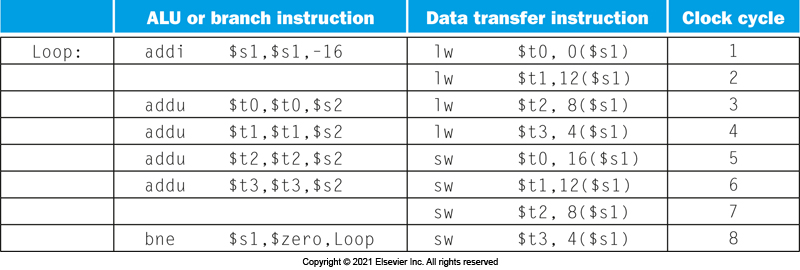 ALU or branch instruction Data transfer instruction Clock cycle
Loop: addi $s1,$s1,-16 lw $t0, 0($s1) 1
lw $t1,12($s1) 2
addu $t0,$t0,$s2 lw $t2, 8($s1) 3
addu $t1,$t1,$s2 lw $t3, 4($s1) 4
addu $t2,$t2,$s2 sw $t0, 16($s1) 5
addu $t3,$t3,$s2 sw $t1,12($s1) 6
sw $t2, 8($s1) 7
bne $s1,$zero,Loop sw $t3, 4($s1) 8
Copyright © 2021 Elsevier Inc. All rights reserved